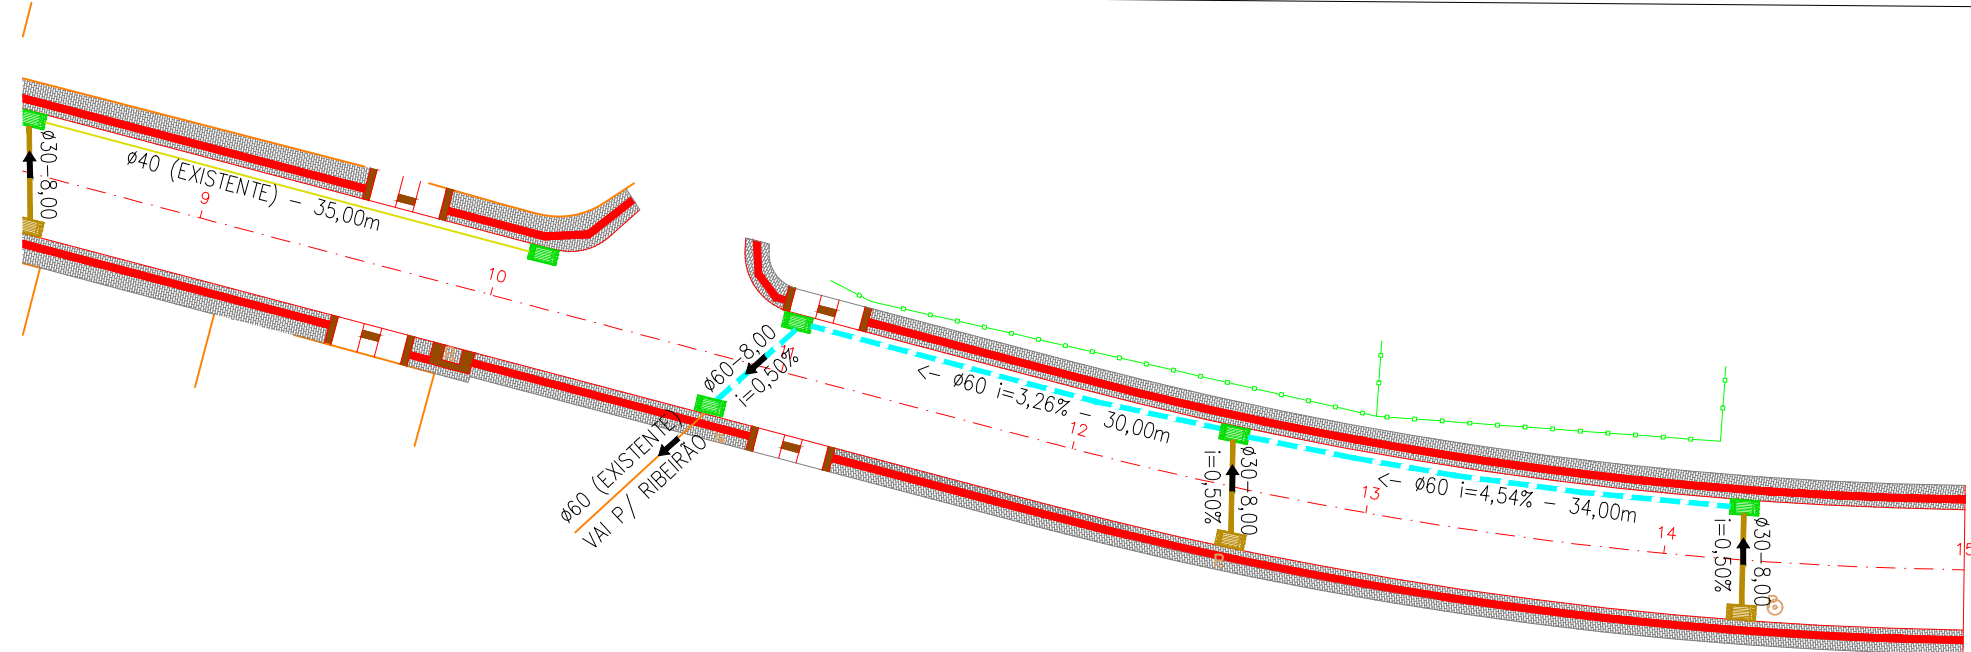 ø30-8,00
ø40 (EXISTENTE) - 35,00m
9
10
11
ø60-8,00
i=0,50%
ø60 (EXISTENTE)
VAI P/ RIBEIRÃO
<- ø60 i=3,26% - 30,00m
12
ø30-8,00
i=0,50%
13
<- ø60 i=4,54% - 34,00m
14
ø30-8,00
i=0,50%
15